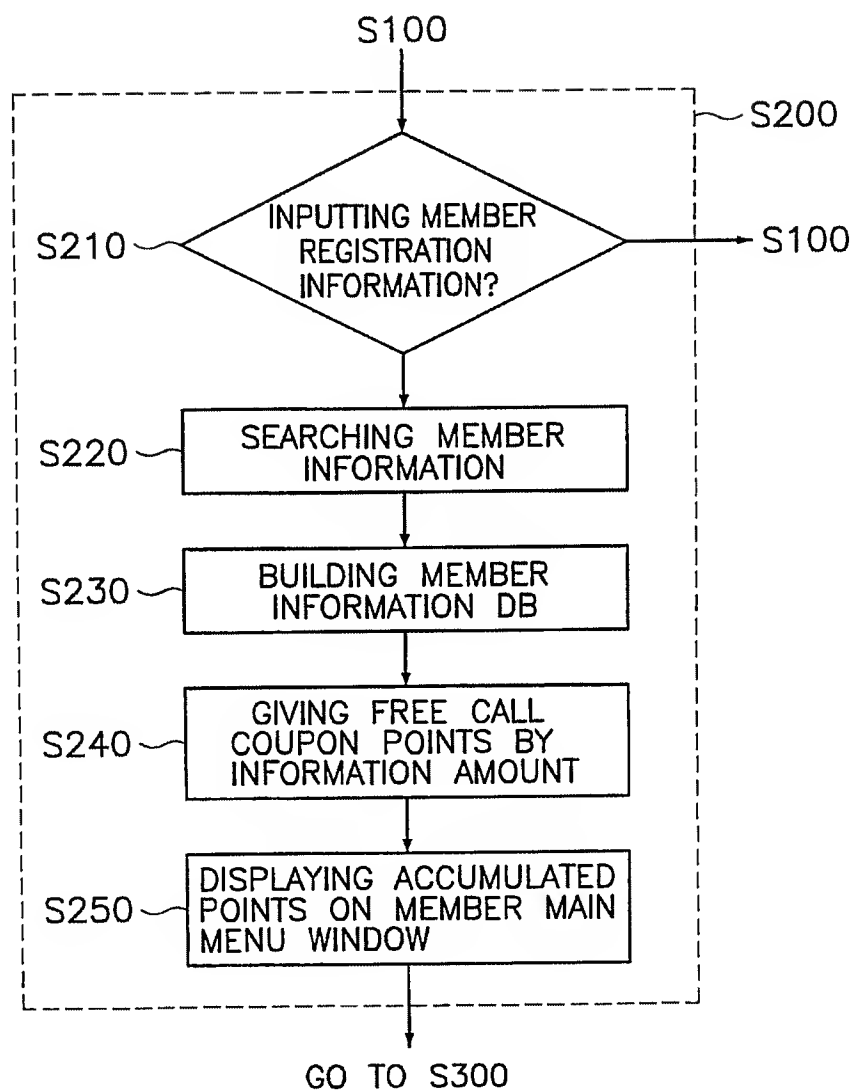 S100
S200
S210
INPUTTING MEMBER
REGISTRATION
INFORMATION?
S100
S220
SEARCHING MEMBER
INFORMATION
S230
BUILDING MEMBER
INFORMATION DB
S240
GIVING FREE CALL
COUPON POINTS BY
INFORMATION AMOUNT
S250
DISPLAYING ACCUMULATED
POINTS ON MEMBER MAIN
MENU WINDOW
GO TO S300